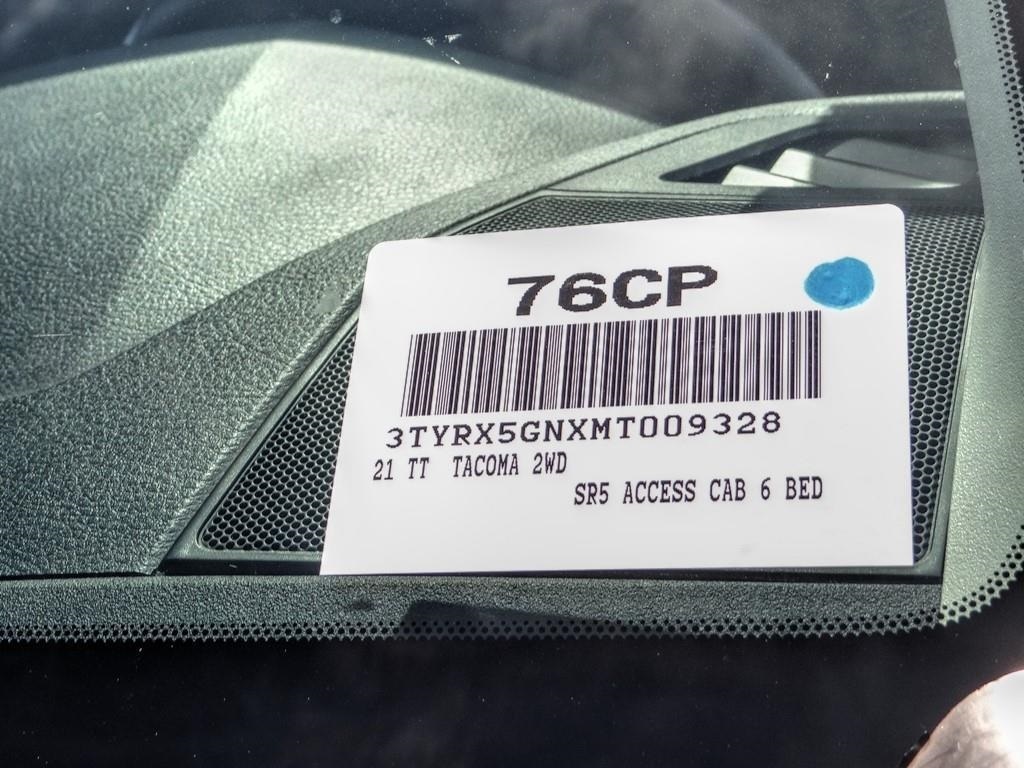 76CP
3TYRX5GNXMT009328
21 TT TACOMA 2WD
SR5 ACCESS CAB 6 BED